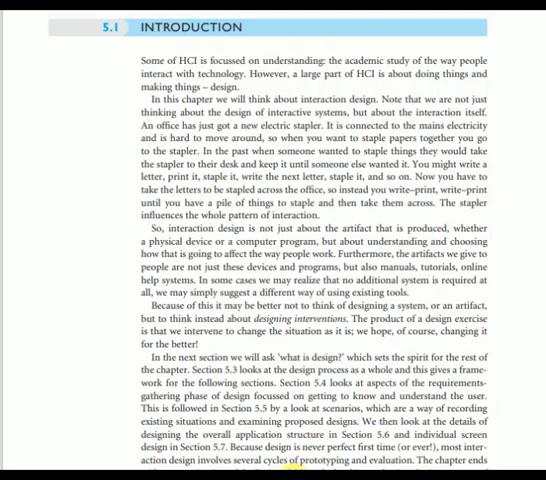 5.1 INTRODUCTION
Some of HCI is focussed on understanding: the academic study of the way people
interact with technology. However, a large part of HCI is about doing things and
making things – design.
In this chapter we will think about interaction design. Note that we are not just
thinking about the design of interactive systems, but about the interaction itself.
An office has just got a new electric stapler. It is connected to the mains electricity
and is hard to move around, so when you want to staple papers together you go
to the stapler. In the past when someone wanted to staple things they would take
the stapler to their desk and keep it until someone else wanted it. You might write a
letter, print it, staple it, write the next letter, staple it, and so on. Now you have to
take the letters to be stapled across the office, so instead you write–print, write–print
until you have a pile of things to staple and then take them across. The stapler
influences the whole pattern of interaction.
So, interaction design is not just about the artifact that is produced, whether
a physical device or a computer program, but about understanding and choosing
how that is going to affect the way people work. Furthermore, the artifacts we give to
people are not just these devices and programs, but also manuals, tutorials, online
help systems. In some cases we may realize that no additional system is required at
all, we may simply suggest a different way of using existing tools.
Because of this it may be better not to think of designing a system, or an artifact,
but to think instead about designing interventions. The product of a design exercise
is that we intervene to change the situation as it is; we hope, of course, changing it
for the better!
In the next section we will ask 'what is design?' which sets the spirit for the rest of
the chapter. Section 5.3 looks at the design process as a whole and this gives a frame-
work for the following sections. Section 5.4 looks at aspects of the requirements-
gathering phase of design focussed on getting to know and understand the user.
This is followed in Section 5.5 by a look at scenarios, which are a way of recording
existing situations and examining proposed designs. We then look at the details of
designing the overall application structure in Section 5.6 and individual screen
design in Section 5.7. Because design is never perfect first time (or ever!), most inter-
action design involves several cycles of prototyping and evaluation. The chapter ends